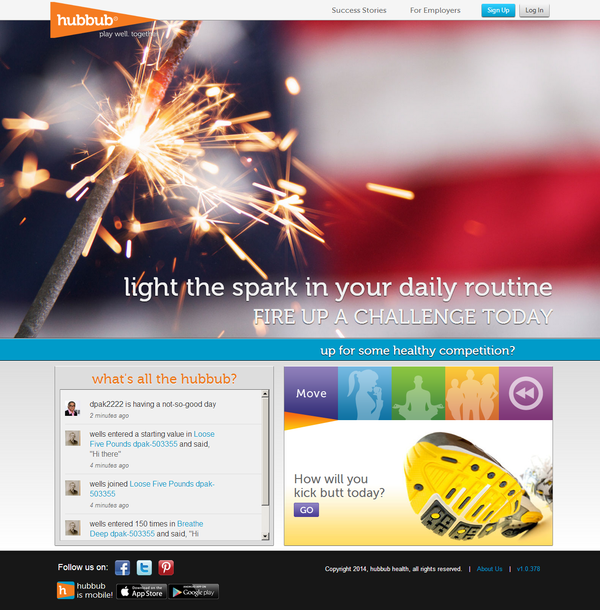 hubbub®
play well. together
Success Stories
For Employers
Sign Up
Log In
light the spark in your daily routine
FIRE UP A CHALLENGE TODAY
up for some healthy competition?
what's all the hubbub?
dpak2222 is having a not-so-good day
2 minutes ago
wells entered a starting value in Loose
Five Pounds dpak-503355 and said,
"Hi there"
4 minutes ago
wells joined Loose Five Pounds dpak-
503355
4 minutes ago
wells entered 150 times in Breathe
Deep dpak-503355 and said, "Hi
Move
How will you
kick butt today?
GO
Follow us on:
Copyright 2014, hubbub health, all rights reserved. | About Us | v1.0.378
hubbub
is mobile!
Download on the
App Store
Google play